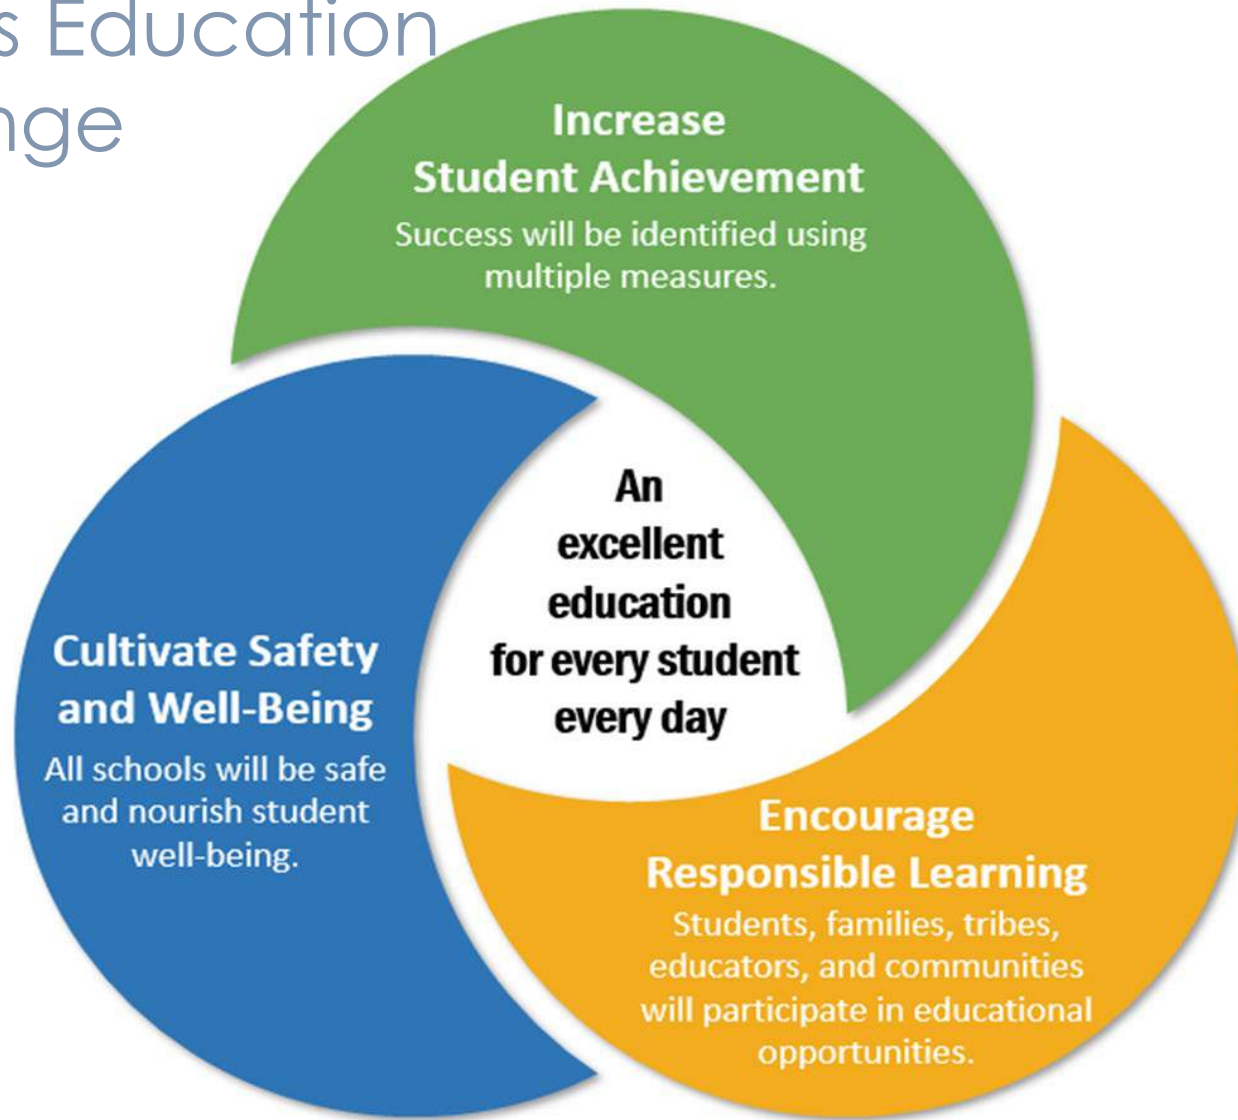 s Education
nge
Increase
Student Achievement
Success will be identified using
multiple measures.
An
excellent
education
for every student
every day
Cultivate Safety
and Well-Being
All schools will be safe
and nourish student
well-being.
Encourage
Responsible Learning
Students, families, tribes,
educators, and communities
will participate in educational
opportunities.